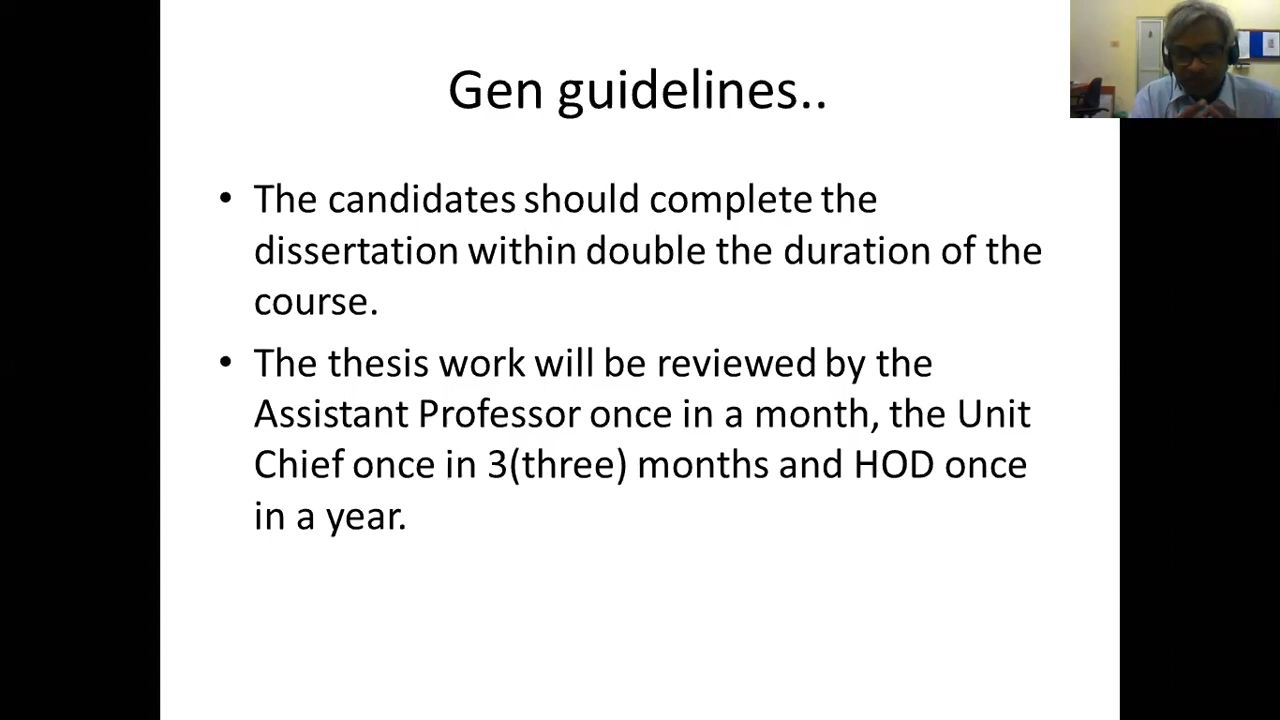 Gen guidelines..
• The candidates should complete the
dissertation within double the duration of the
course.
• The thesis work will be reviewed by the
Assistant Professor once in a month, the Unit
Chief once in 3(three) months and HOD once
in a year.